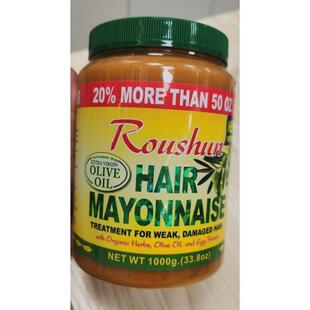 20% MORE THAN 50 OZ
Roushun
EXTRA VIRGIN
OLIVE
OIL
HAIR
MAYONNAISE
TREATMENT FOR WEAK, DAMAGED HAIR
with Organic Herbs, Olive Oil, and Egg Protein
NET WT 1000g.(33.8oz)